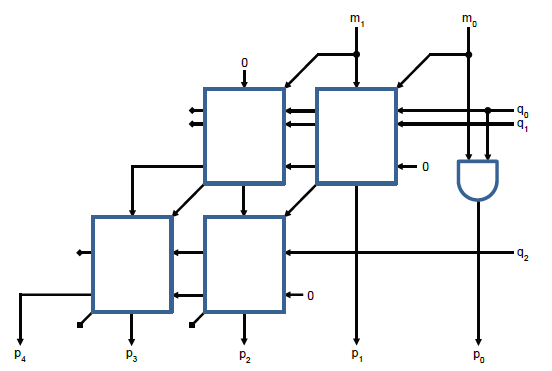 m₁ m₀
0
q₀
q₁
0
q₂
0
p₄ p₃ p₂ p₁ p₀